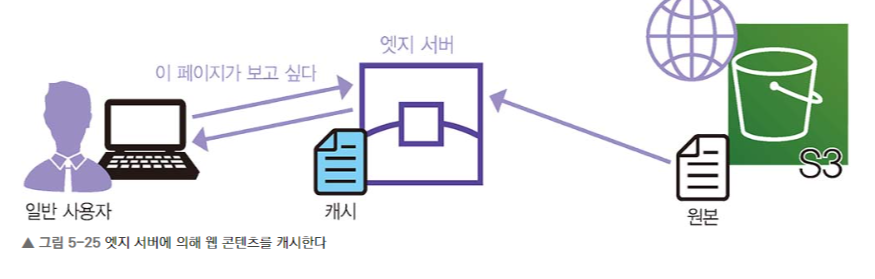 엣지 서버
이 페이지가 보고 싶다
S3
일반 사용자
캐시
원본
▲ 그림 5-25 엣지 서버에 의해 웹 콘텐츠를 캐시한다